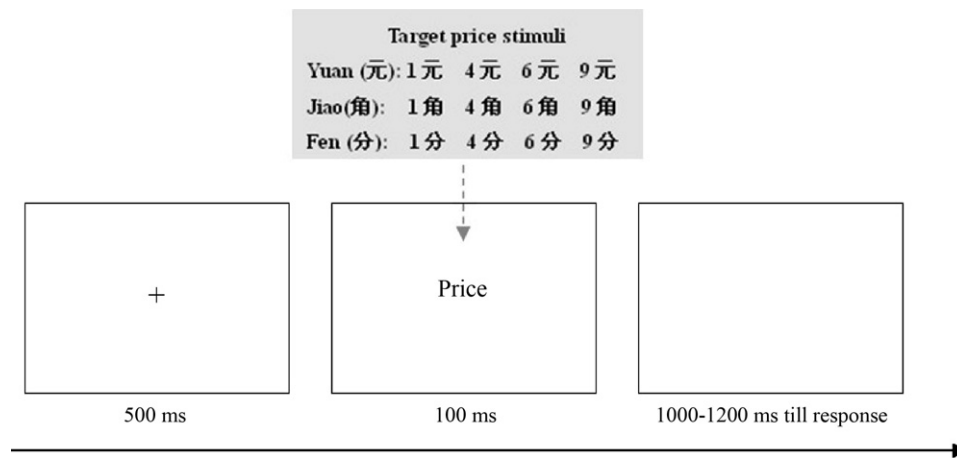 Target price stimuli
Yuan (元): 1元 4元 6元 9元
Jiao(角): 1角 4角 6角 9角
Fen (分): 1分 4分 6分 9分
+
Price
500 ms
100 ms
1000-1200 ms till response